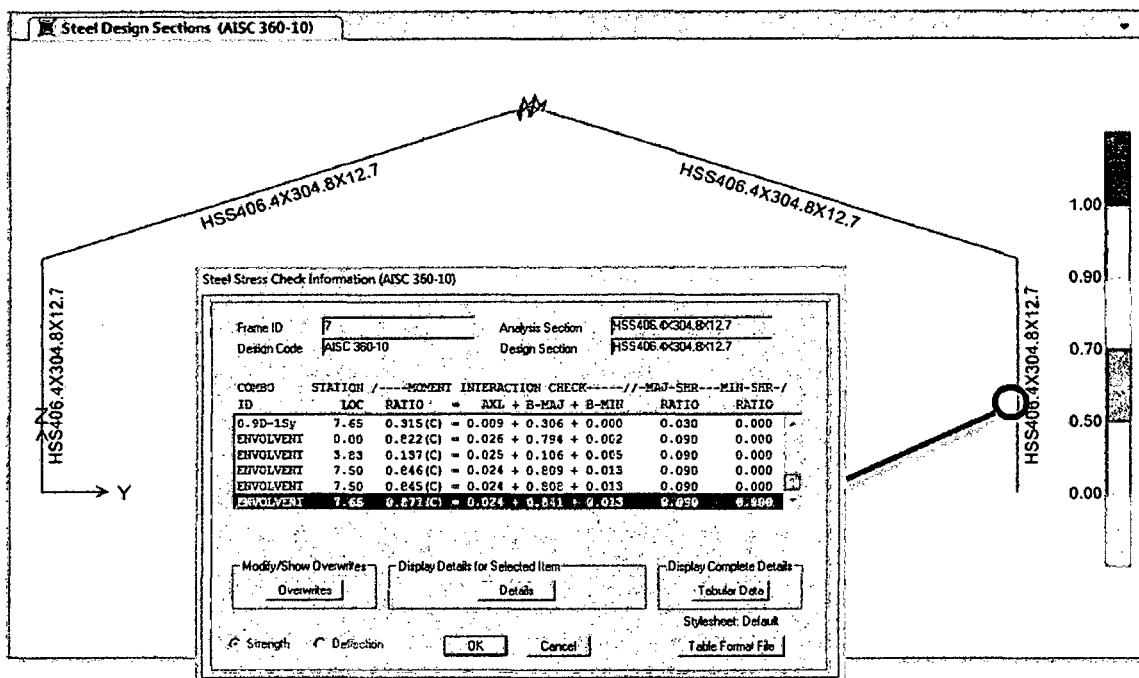 Steel Design Sections (AISC 360-10)
HSS406.4X304.8X12.7
HSS406.4X304.8X12.7
HSS406.4X304.8X12.7
HSS406.4X304.8X12.7
Y
1.00
0.90
0.70
0.50
0.00
Steel Stress Check Information (AISC 360-10)
Frame ID 7 Analysis Section HSS406.4X304.8X12.7
Design Code AISC 360-10 Design Section HSS406.4X304.8X12.7
COMBO STATION /----MOMENT INTERACTION CHECK-----//-MAJ-SHR---MIN-SHR-/
ID LOC RATIO = AXL + B-MAJ + B-MIN RATIO RATIO
0.9D-1Sy 7.65 0.315(C) = 0.009 + 0.306 + 0.000 0.030 0.000
ENVOLVENT 0.00 0.822(C) = 0.026 + 0.794 + 0.002 0.090 0.000
ENVOLVENT 3.83 0.137(C) = 0.025 + 0.106 + 0.005 0.090 0.000
ENVOLVENT 7.50 0.846(C) = 0.024 + 0.809 + 0.013 0.090 0.000
ENVOLVENT 7.50 0.845(C) = 0.024 + 0.808 + 0.013 0.090 0.000
ENVOLVENT 7.65 0.877(C) = 0.024 + 0.841 + 0.013 0.090 0.000
Modify/Show Overwrites Display Details for Selected Item Display Complete Details
Overwrites Details Tabular Data
Stylesheet: Default
Strength Deflection OK Cancel Table Format File